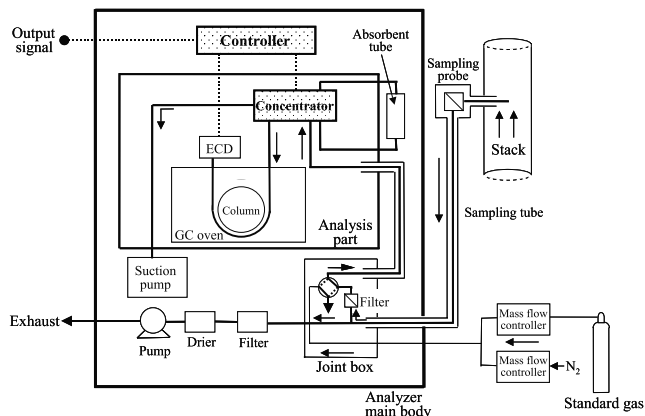 Output
signal
Controller
Absorbent
tube
Sampling
probe
Concentrator
ECD
Stack
Column
GC oven
Analysis
part
Sampling tube
Suction
pump
Filter
Exhaust
Pump
Drier
Filter
Joint box
Mass flow
controller
Mass flow
controller
N2
Standard gas
Analyzer
main body